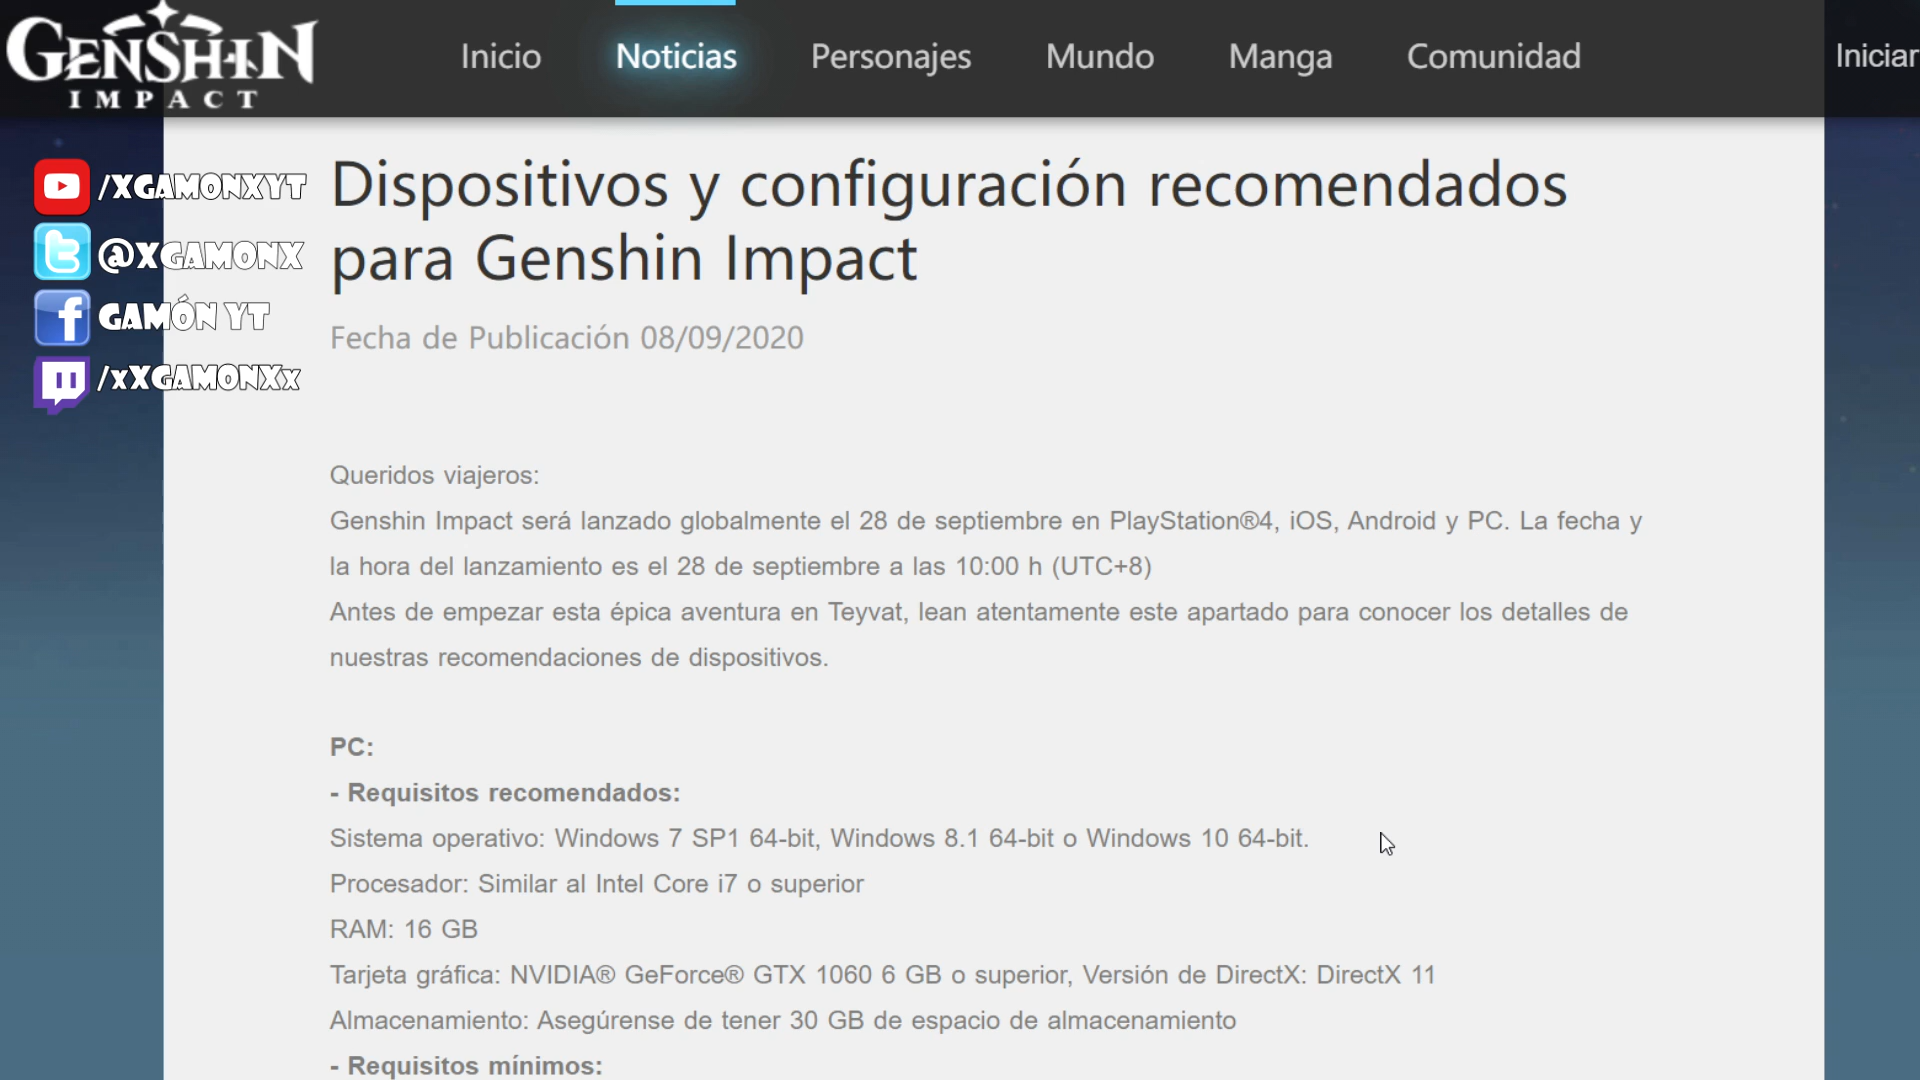 GENSHIN
IMPACT
Inicio
Noticias
Personajes
Mundo
Manga
Comunidad
Iniciar
/XGAMONXYT
@XGAMONX
GAMÓN YT
/xXGAMONXx
Dispositivos y configuración recomendados
para Genshin Impact
Fecha de Publicación 08/09/2020
Queridos viajeros:
Genshin Impact será lanzado globalmente el 28 de septiembre en PlayStation®4, iOS, Android y PC. La fecha y
la hora del lanzamiento es el 28 de septiembre a las 10:00 h (UTC+8)
Antes de empezar esta épica aventura en Teyvat, lean atentamente este apartado para conocer los detalles de
nuestras recomendaciones de dispositivos.
PC:
- Requisitos recomendados:
Sistema operativo: Windows 7 SP1 64-bit, Windows 8.1 64-bit o Windows 10 64-bit.
Procesador: Similar al Intel Core i7 o superior
RAM: 16 GB
Tarjeta gráfica: NVIDIA® GeForce® GTX 1060 6 GB o superior, Versión de DirectX: DirectX 11
Almacenamiento: Asegúrense de tener 30 GB de espacio de almacenamiento
- Requisitos mínimos: